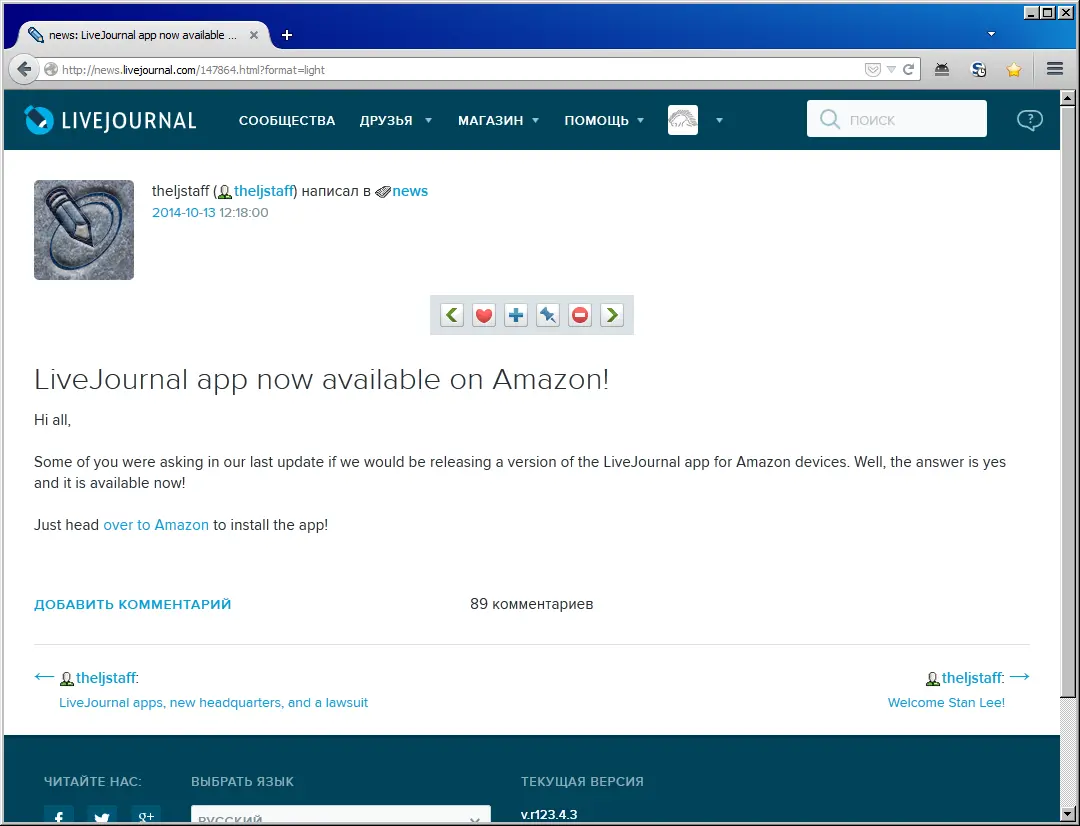 news: LiveJournal app now available ...
http://news.livejournal.com/147864.html?format=light
LIVEJOURNAL СООБЩЕСТВА ДРУЗЬЯ МАГАЗИН ПОМОЩЬ ПОИСК
theljstaff (theljstaff) написал в news
2014-10-13 12:18:00
LiveJournal app now available on Amazon!
Hi all,
Some of you were asking in our last update if we would be releasing a version of the LiveJournal app for Amazon devices. Well, the answer is yes
and it is available now!
Just head over to Amazon to install the app!
ДОБАВИТЬ КОММЕНТАРИЙ 89 комментариев
← theljstaff: theljstaff: →
LiveJournal apps, new headquarters, and a lawsuit Welcome Stan Lee!
ЧИТАЙТЕ НАС: ВЫБРАТЬ ЯЗЫК ТЕКУЩАЯ ВЕРСИЯ
РУССКИЙ v.r123.4.3